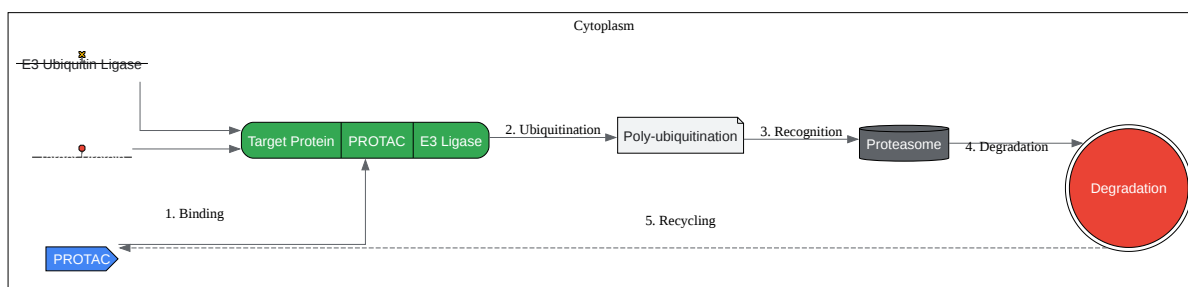 Cytoplasm
E3 Ubiquitin Ligase
Target Protein
PROTAC
E3 Ligase
2. Ubiquitination
Poly-ubiquitination
3. Recognition
Proteasome
4. Degradation
Degradation
1. Binding
5. Recycling
PROTAC